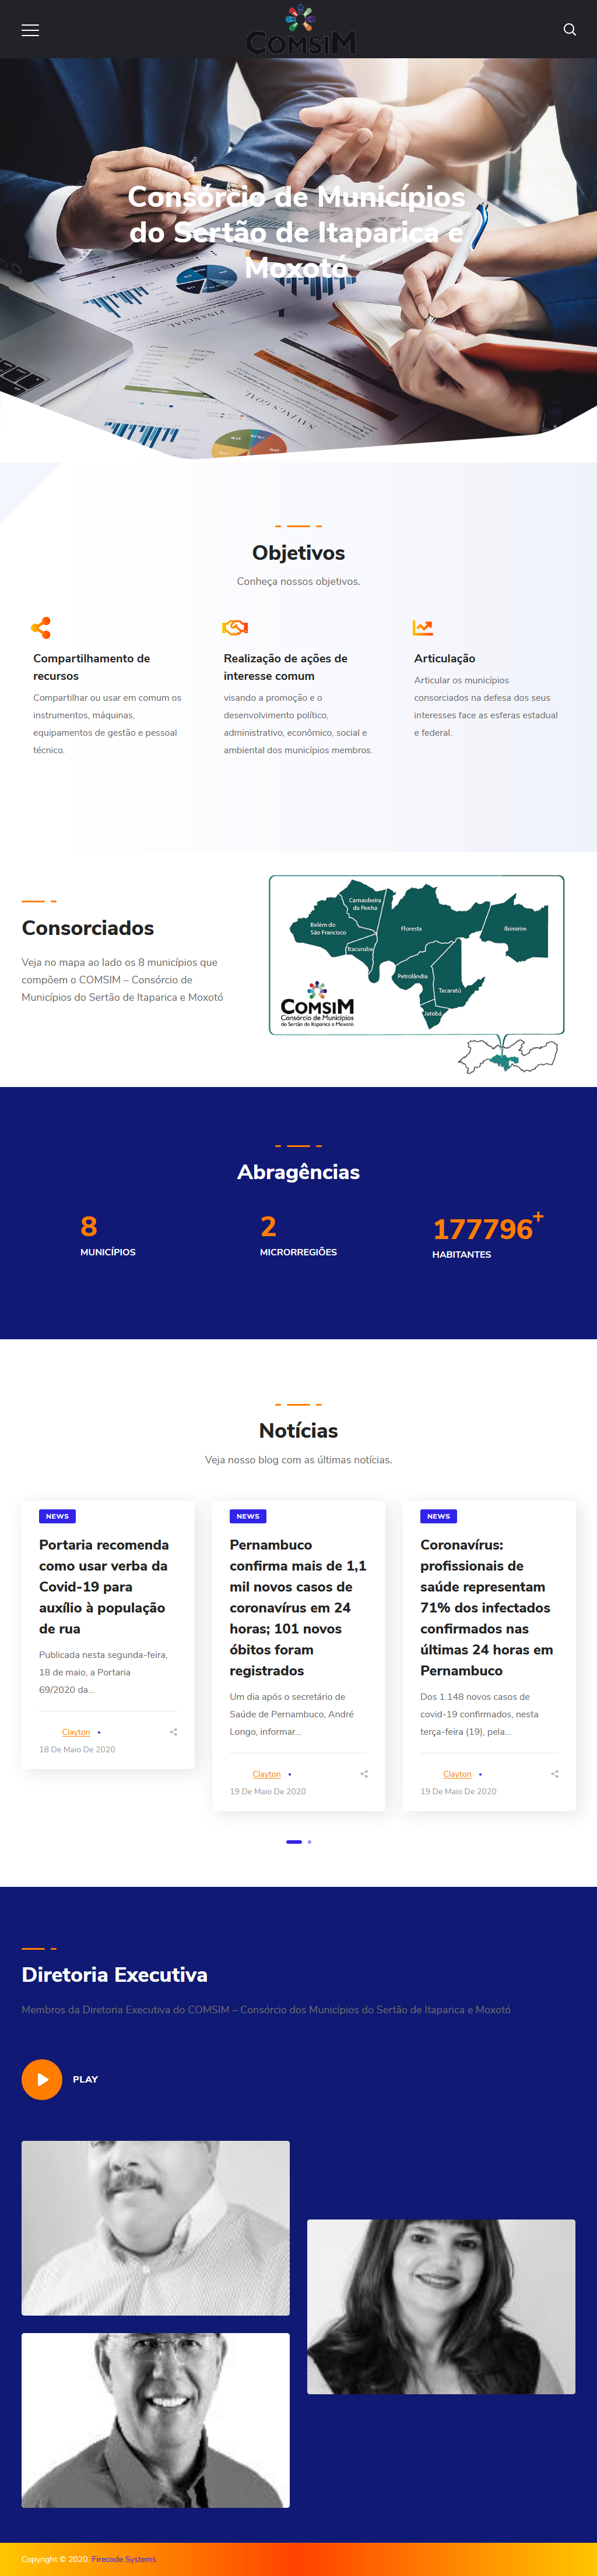 COMSIM
Consórcio de Municípios
do Sertão de Itaparica e
Moxotó
Objetivos
Conheça nossos objetivos.
Compartilhamento de
recursos
Compartilhar ou usar em comum os
instrumentos, máquinas,
equipamentos de gestão e pessoal
técnico.
Realização de ações de
interesse comum
visando a promoção e o
desenvolvimento político,
administrativo, econômico, social e
ambiental dos municípios membros.
Articulação
Articular os municípios
consorciados na defesa dos seus
interesses face as esferas estadual
e federal.
Consorciados
Veja no mapa ao lado os 8 municípios que
compõem o COMSIM – Consórcio de
Municípios do Sertão de Itaparica e Moxotó
Carnaubeira
da Penha
Belém do
São Francisco
Floresta
Ibimirim
Itacuruba
Petrolândia
Tacaratú
Jatobá
COMSIM
Consórcio de Municípios
do Sertão de Itaparica e Moxotó
Abragências
8
MUNICÍPIOS
2
MICRORREGIÕES
177796+
HABITANTES
Notícias
Veja nosso blog com as últimas notícias.
NEWS
Portaria recomenda
como usar verba da
Covid-19 para
auxílio à população
de rua
Publicada nesta segunda-feira,
18 de maio, a Portaria
69/2020 da...
Clayton
18 De Maio De 2020
NEWS
Pernambuco
confirma mais de 1,1
mil novos casos de
coronavírus em 24
horas; 101 novos
óbitos foram
registrados
Um dia após o secretário de
Saúde de Pernambuco, André
Longo, informar...
Clayton
19 De Maio De 2020
NEWS
Coronavírus:
profissionais de
saúde representam
71% dos infectados
confirmados nas
últimas 24 horas em
Pernambuco
Dos 1.148 novos casos de
covid-19 confirmados, nesta
terça-feira (19), pela...
Clayton
19 De Maio De 2020
Diretoria Executiva
Membros da Diretoria Executiva do COMSIM – Consórcio dos Municípios do Sertão de Itaparica e Moxotó
PLAY
Copyright © 2020. Firecode Systems